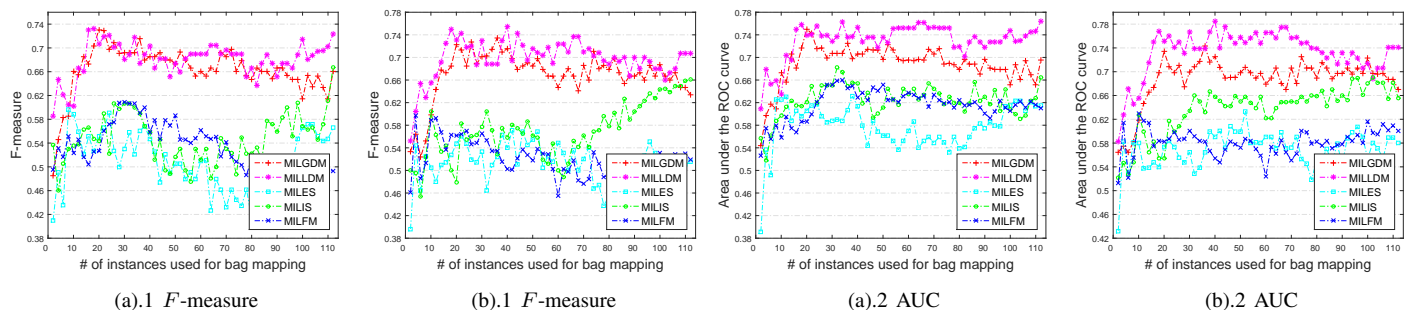 0.74
0.7
0.66
0.62
0.58
0.54
0.5
0.46
0.42
0.38
F-measure
0 10 20 30 40 50 60 70 80 90 100 110
# of instances used for bag mapping
MILGDM
MILLDM
MILES
MILIS
MILFM
(a).1 F-measure
0.78
0.74
0.7
0.66
0.62
0.58
0.54
0.5
0.46
0.42
0.38
F-measure
0 10 20 30 40 50 60 70 80 90 100 110
# of instances used for bag mapping
MILGDM
MILLDM
MILES
MILIS
MILFM
(b).1 F-measure
0.78
0.74
0.7
0.66
0.62
0.58
0.54
0.5
0.46
0.42
0.38
Area under the ROC curve
0 10 20 30 40 50 60 70 80 90 100 110
# of instances used for bag mapping
MILGDM
MILLDM
MILES
MILIS
MILFM
(a).2 AUC
0.78
0.74
0.7
0.66
0.62
0.58
0.54
0.5
0.46
0.42
Area under the ROC curve
0 10 20 30 40 50 60 70 80 90 100 110
# of instances used for bag mapping
MILGDM
MILLDM
MILES
MILIS
MILFM
(b).2 AUC